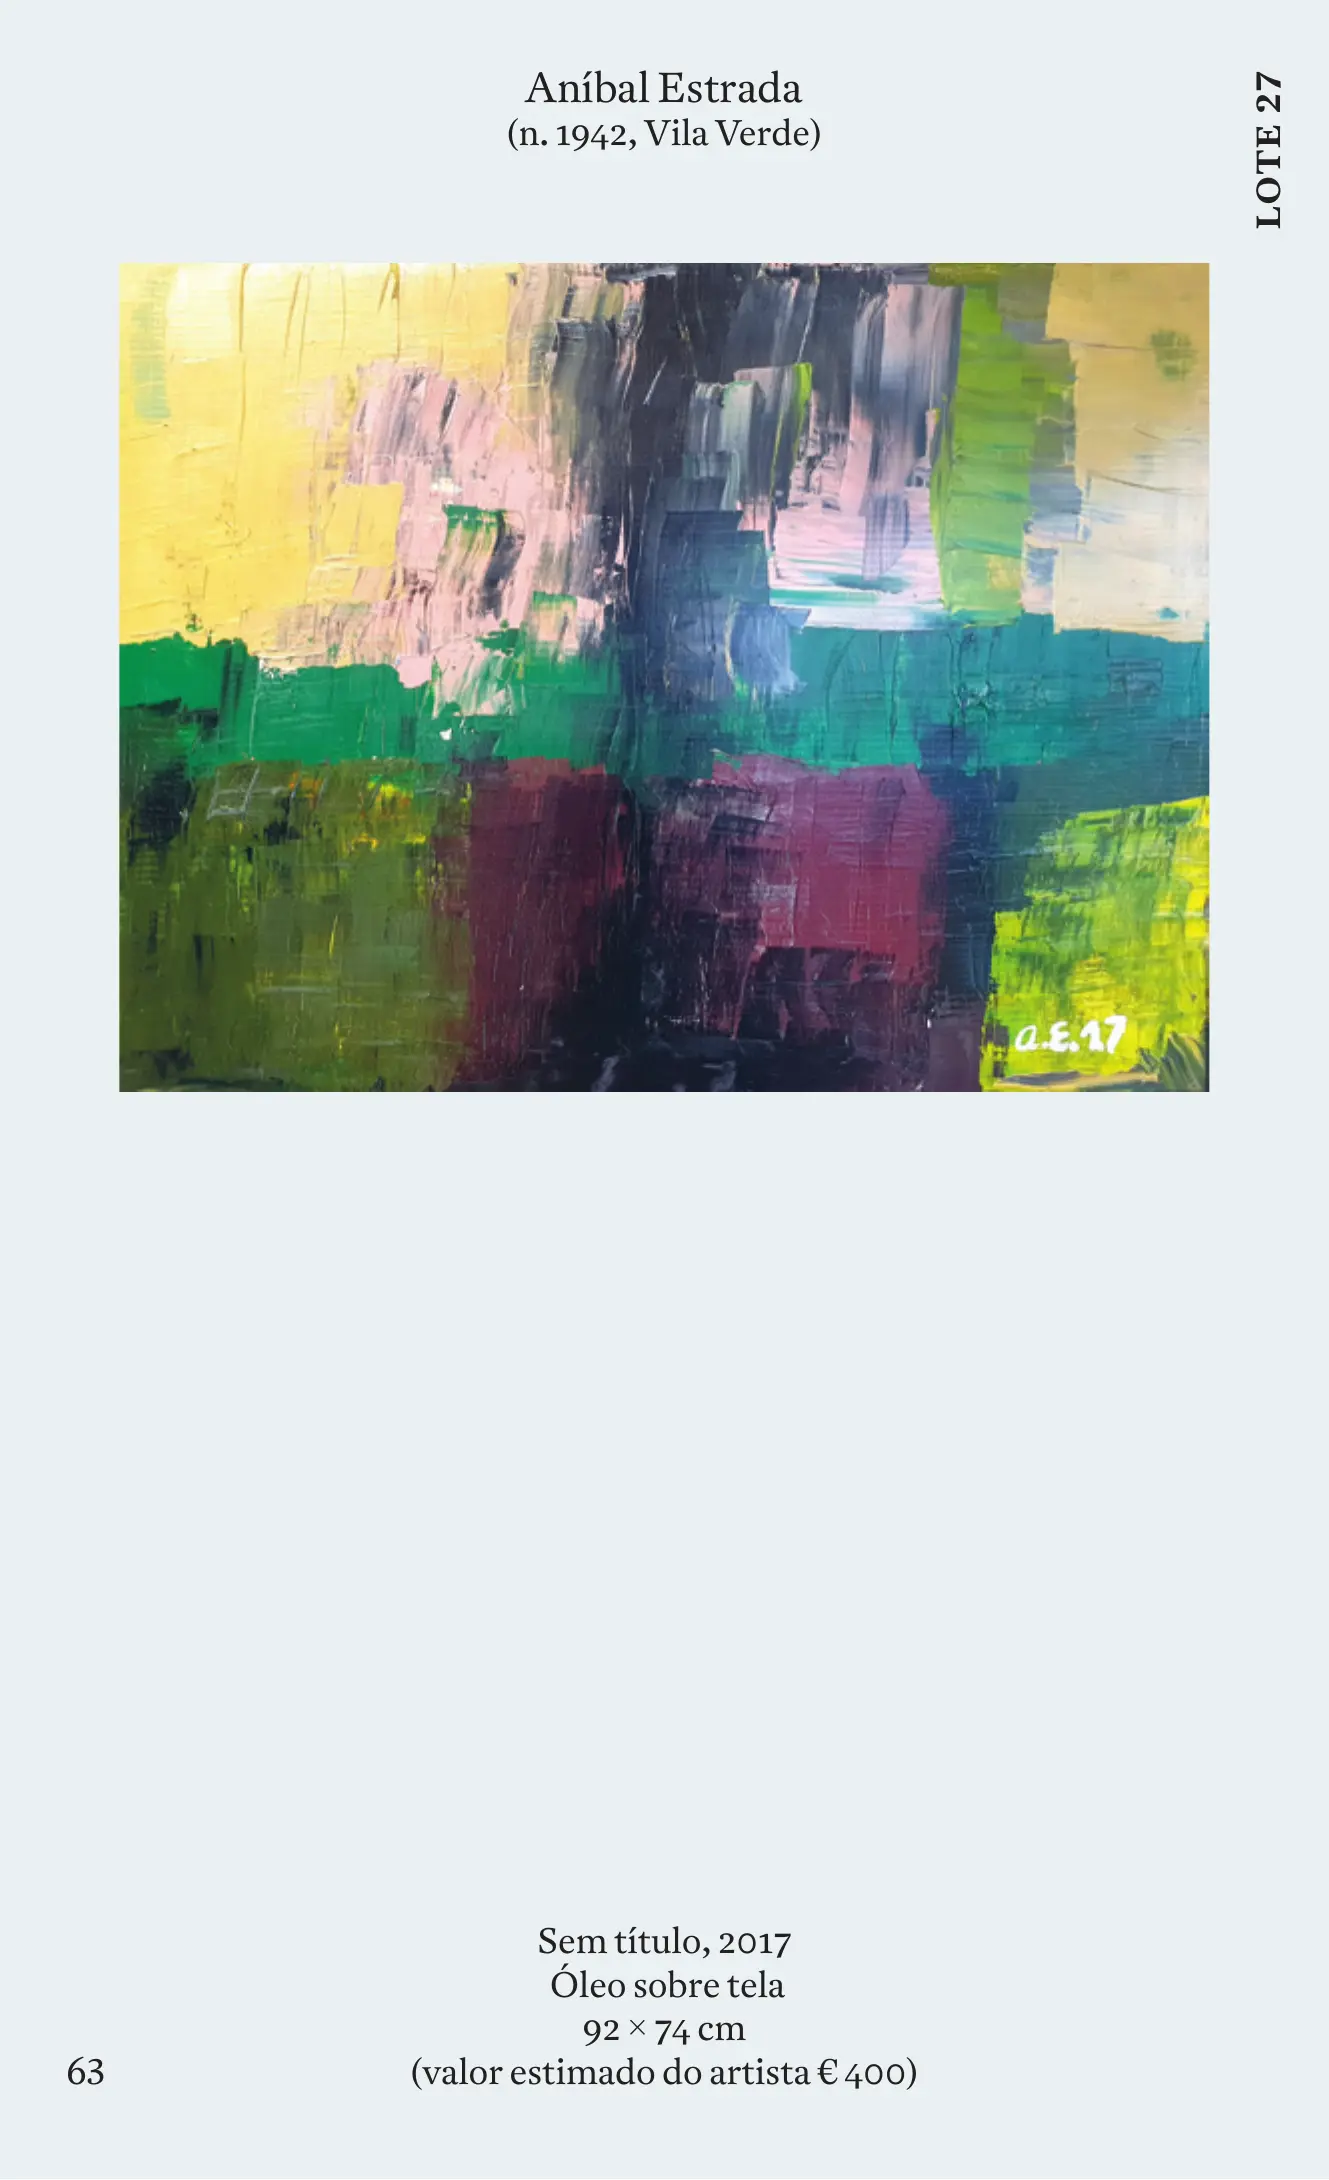 Aníbal Estrada
(n. 1942, Vila Verde)
LOTE 27
a.E.17
Sem título, 2017
Óleo sobre tela
92 × 74 cm
(valor estimado do artista € 400)
63